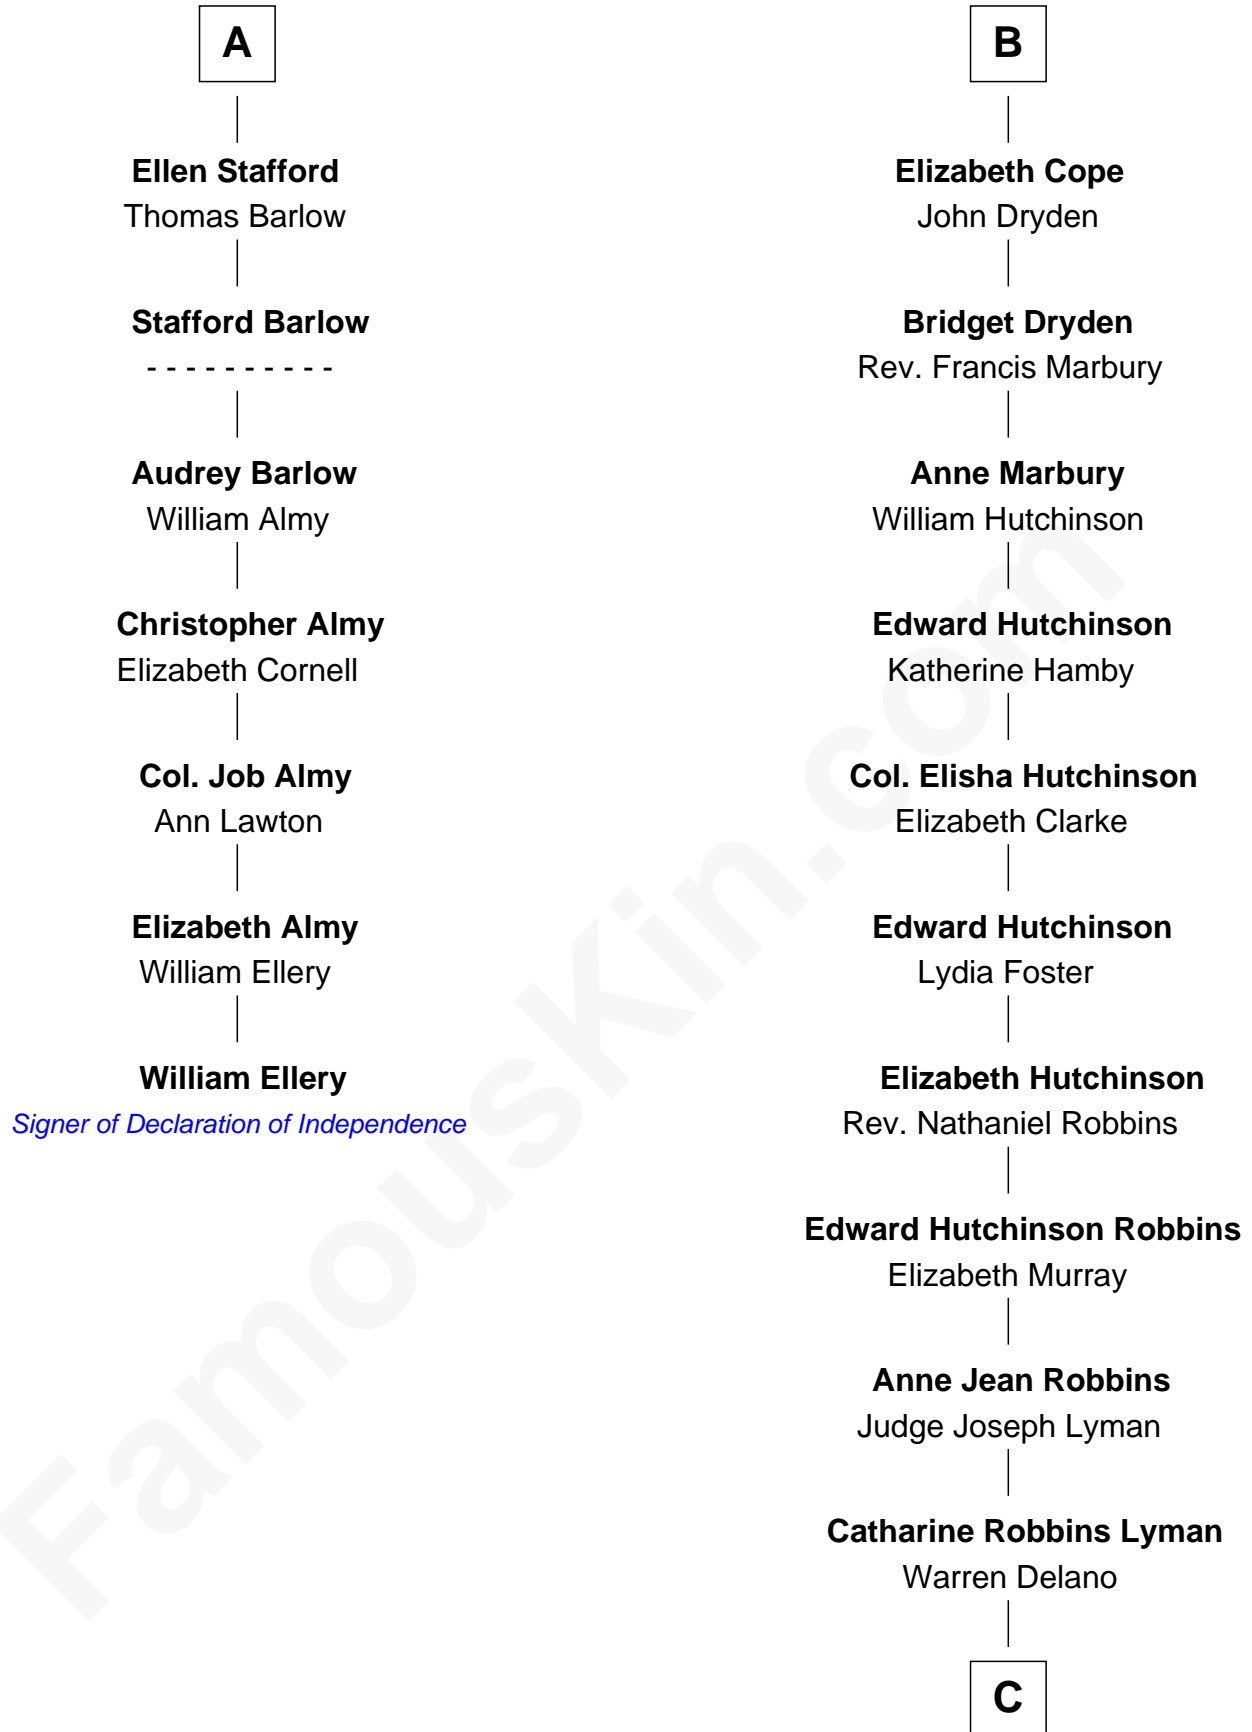 A
Ellen Stafford
Thomas Barlow
Stafford Barlow
- - - - - - - - - -
Audrey Barlow
William Almy
Christopher Almy
Elizabeth Cornell
Col. Job Almy
Ann Lawton
Elizabeth Almy
William Ellery
William Ellery
Signer of Declaration of Independence
B
Elizabeth Cope
John Dryden
Bridget Dryden
Rev. Francis Marbury
Anne Marbury
William Hutchinson
Edward Hutchinson
Katherine Hamby
Col. Elisha Hutchinson
Elizabeth Clarke
Edward Hutchinson
Lydia Foster
Elizabeth Hutchinson
Rev. Nathaniel Robbins
Edward Hutchinson Robbins
Elizabeth Murray
Anne Jean Robbins
Judge Joseph Lyman
Catharine Robbins Lyman
Warren Delano
C
FamousKin.com